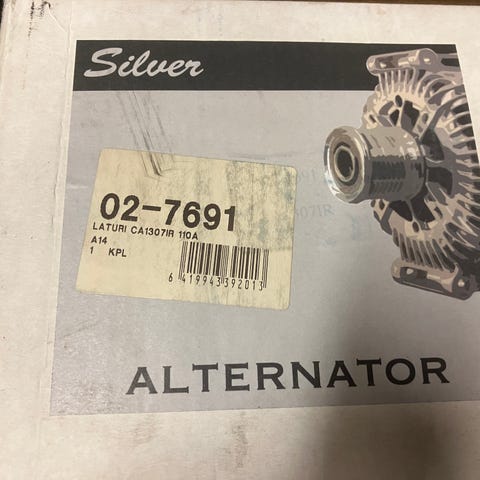 Silver
02-7691
LATURI CA1307IR 110A
A14
1 KPL
6 419943 392013
ALTERNATOR